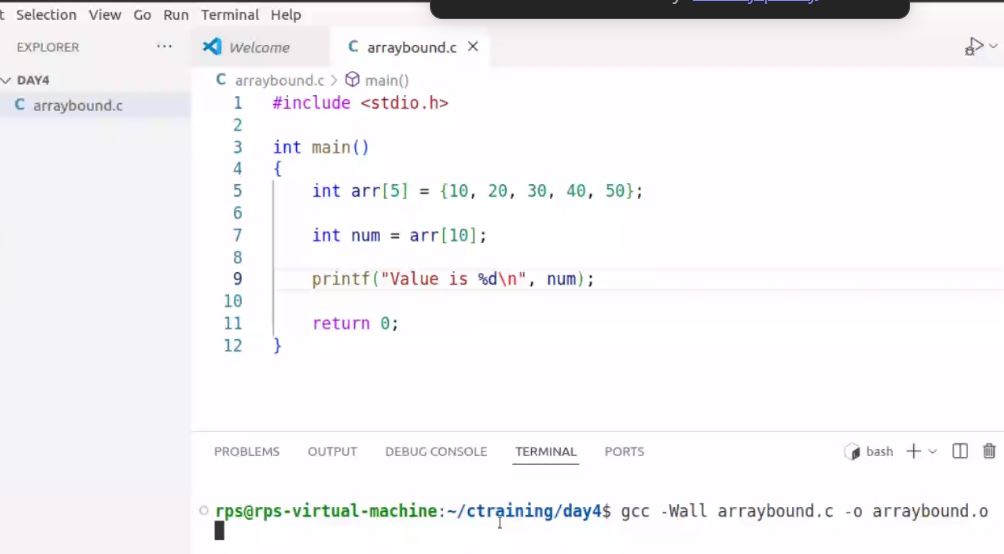 Selection View Go Run Terminal Help
EXPLORER ...
Welcome
C arraybound.c ×
DAY4
C arraybound.c
C arraybound.c > main()
1 #include <stdio.h>
2
3 int main()
4 {
5 int arr[5] = {10, 20, 30, 40, 50};
6
7 int num = arr[10];
8
9 printf("Value is %d\n", num);
10
11 return 0;
12 }
PROBLEMS OUTPUT DEBUG CONSOLE TERMINAL PORTS
bash
rps@rps-virtual-machine:~/ctraining/day4$ gcc -Wall arraybound.c -o arraybound.o